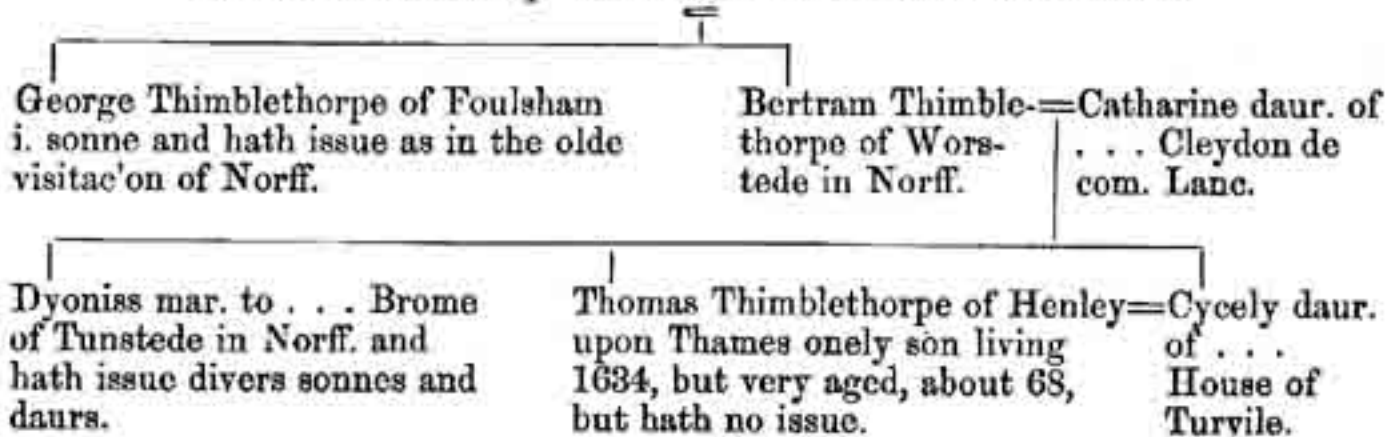 George Thimblethorpe of Foulsham
i. sonne and hath issue as in the olde
visitac'on of Norff.
Bertram Thimble-=Catharine daur. of
thorpe of Wors- . . . Cleydon de
tede in Norff. com. Lanc.
Dyoniss mar. to . . . Brome
of Tunstede in Norff. and
hath issue divers sonnes and
daurs.
Thomas Thimblethorpe of Henley=Cycely daur.
upon Thames onely son living of . . .
1634, but very aged, about 68, House of
but hath no issue. Turvile.